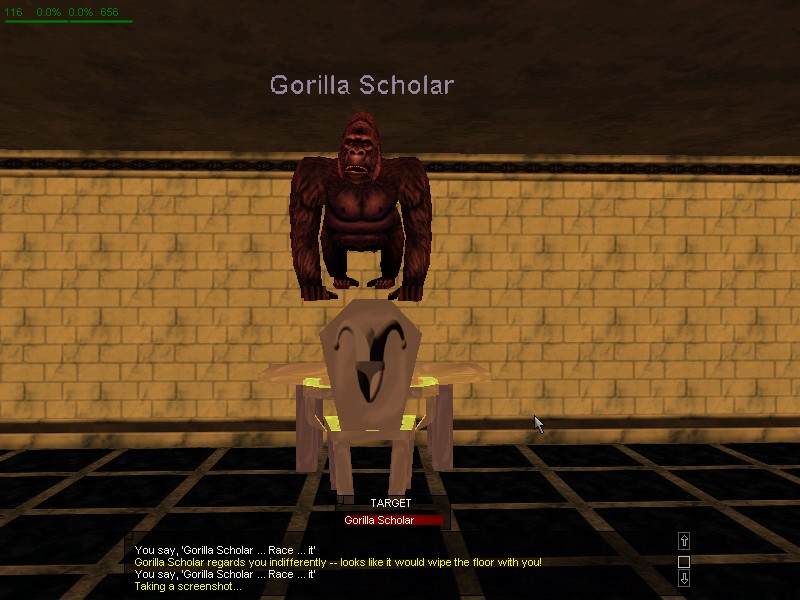 116 0.0% 0.0% 656
Gorilla Scholar
TARGET
Gorilla Scholar
You say, 'Gorilla Scholar ... Race ... it'
Gorilla Scholar regards you indifferently -- looks like it would wipe the floor with you!
You say, 'Gorilla Scholar ... Race ... it'
Taking a screenshot...